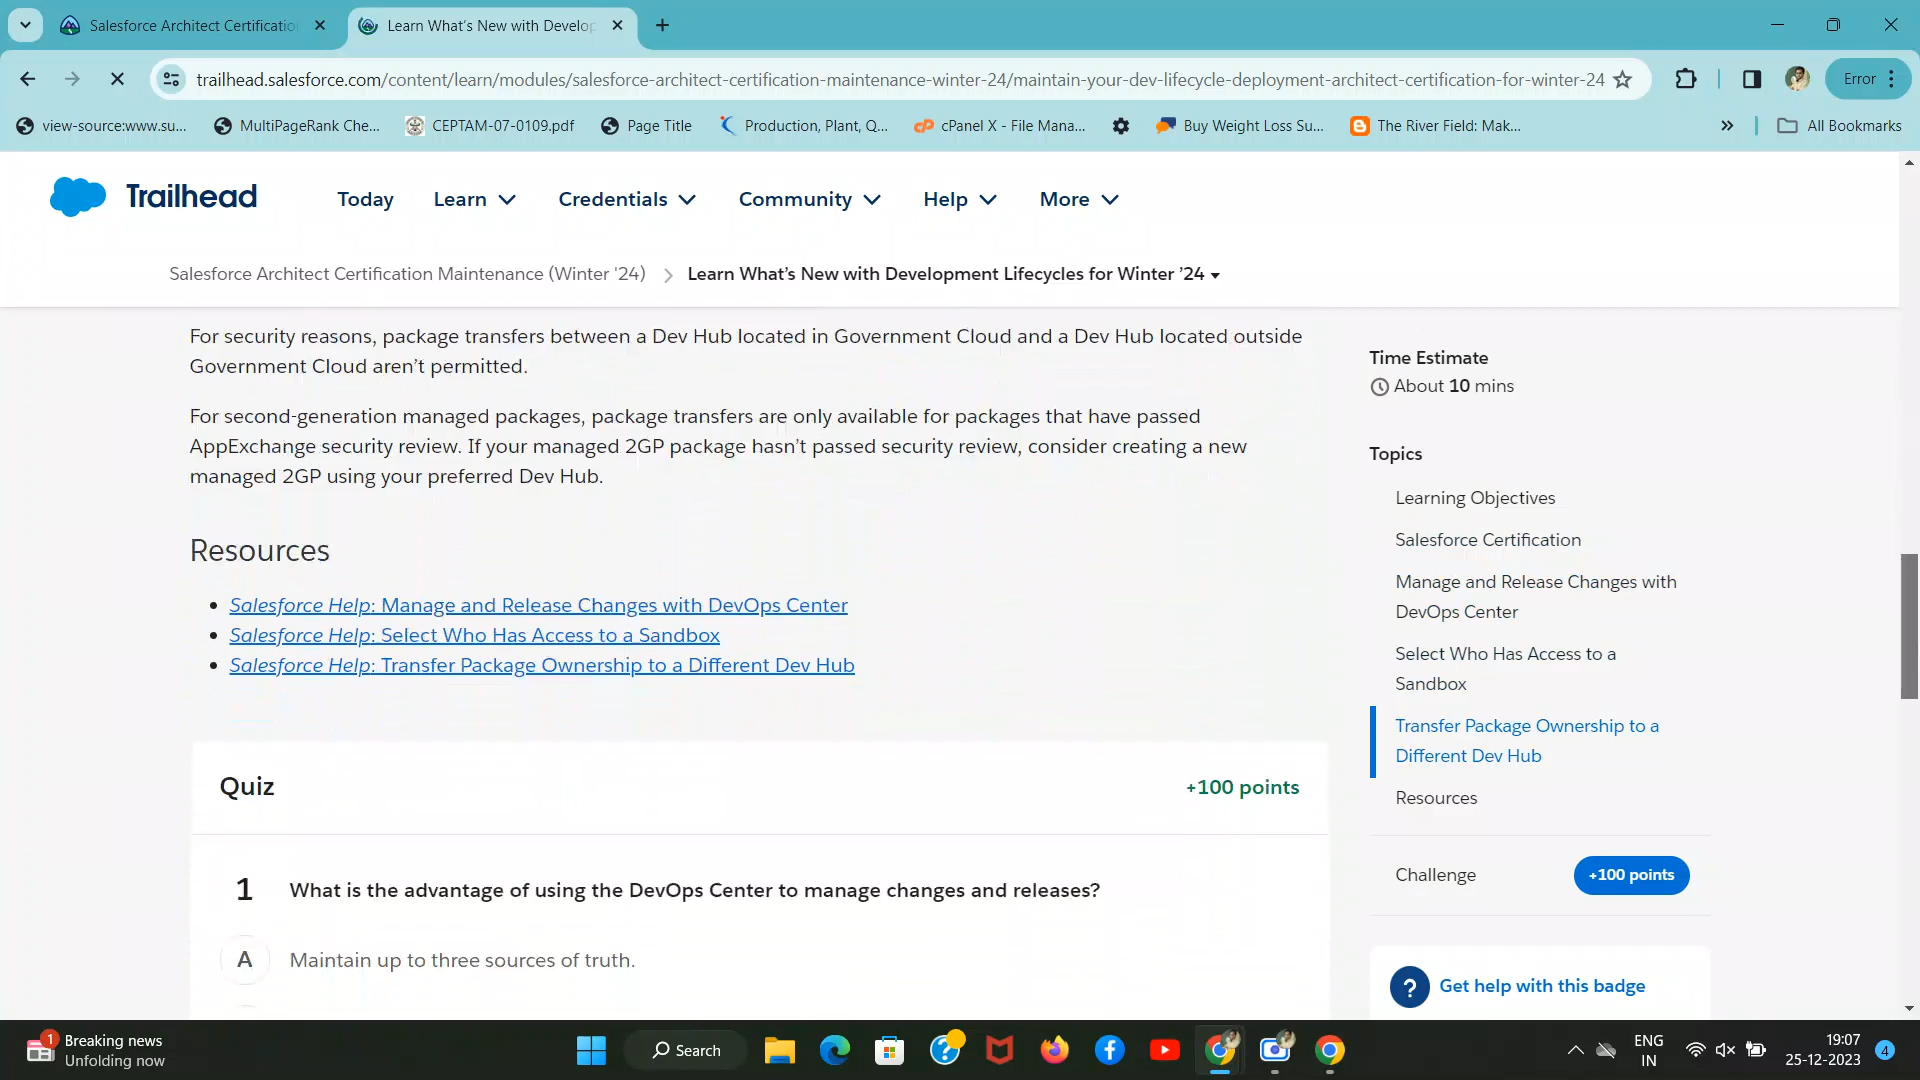 Salesforce Architect Certificatio
Learn What's New with Develop
trailhead.salesforce.com/content/learn/modules/salesforce-architect-certification-maintenance-winter-24/maintain-your-dev-lifecycle-deployment-architect-certification-for-winter-24
Error
view-source:www.su...
MultiPageRank Che...
CEPTAM-07-0109.pdf
Page Title
Production, Plant, Q...
cPanel X - File Mana...
Buy Weight Loss Su...
The River Field: Mak...
All Bookmarks
Trailhead
Today
Learn
Credentials
Community
Help
More
Salesforce Architect Certification Maintenance (Winter '24)
Learn What's New with Development Lifecycles for Winter ’24
For security reasons, package transfers between a Dev Hub located in Government Cloud and a Dev Hub located outside
Government Cloud aren’t permitted.
For second-generation managed packages, package transfers are only available for packages that have passed
AppExchange security review. If your managed 2GP package hasn’t passed security review, consider creating a new
managed 2GP using your preferred Dev Hub.
Resources
Salesforce Help: Manage and Release Changes with DevOps Center
Salesforce Help: Select Who Has Access to a Sandbox
Salesforce Help: Transfer Package Ownership to a Different Dev Hub
Quiz
+100 points
1 What is the advantage of using the DevOps Center to manage changes and releases?
A Maintain up to three sources of truth.
Time Estimate
About 10 mins
Topics
Learning Objectives
Salesforce Certification
Manage and Release Changes with
DevOps Center
Select Who Has Access to a
Sandbox
Transfer Package Ownership to a
Different Dev Hub
Resources
Challenge
+100 points
? Get help with this badge
1
Breaking news
Unfolding now
Search
ENG
IN
19:07
25-12-2023
4